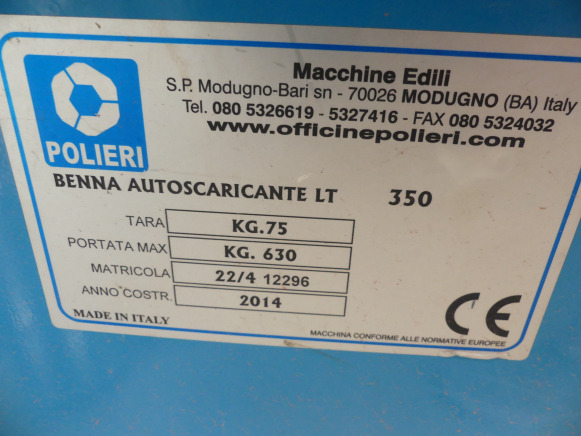 POLIERI
Macchine Edili
S.P. Modugno-Bari sn - 70026 MODUGNO (BA) Italy
Tel. 080 5326619 - 5327416 - FAX 080 5324032
www.officinepolieri.com
BENNA AUTOSCARICANTE LT 350
TARA KG.75
PORTATA MAX KG. 630
MATRICOLA 22/4 12296
ANNO COSTR. 2014
MADE IN ITALY
CE
MACCHINA CONFORME ALLE NORMATIVE EUROPEE